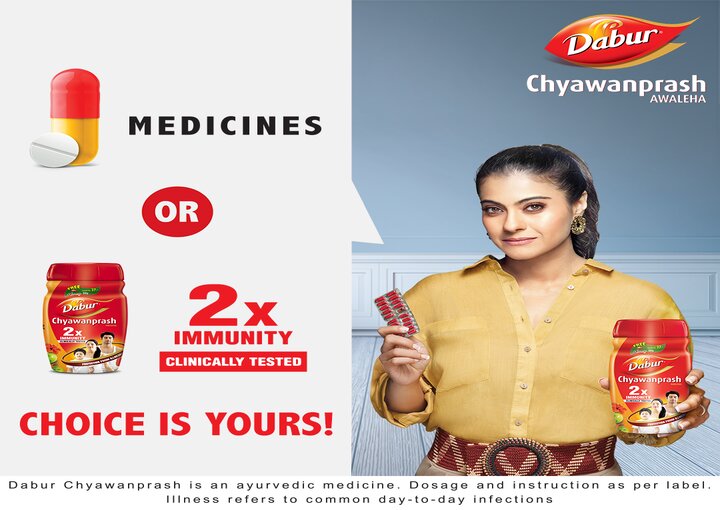 MEDICINES
OR
Dabur
Chyawanprash
2x
IMMUNITY
2x
IMMUNITY
CLINICALLY TESTED
CHOICE IS YOURS!
Dabur
Chyawanprash
AWALEHA
Dabur
Chyawanprash
2x
IMMUNITY
Dabur Chyawanprash is an ayurvedic medicine. Dosage and instruction as per label.
Illness refers to common day-to-day infections